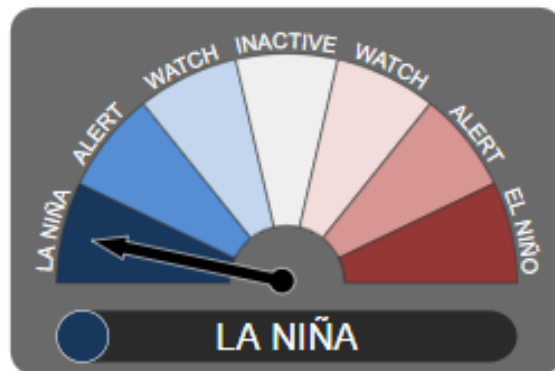 LA NIÑA
ALERT
WATCH
INACTIVE
WATCH
ALERT
EL NIÑO
LA NIÑA